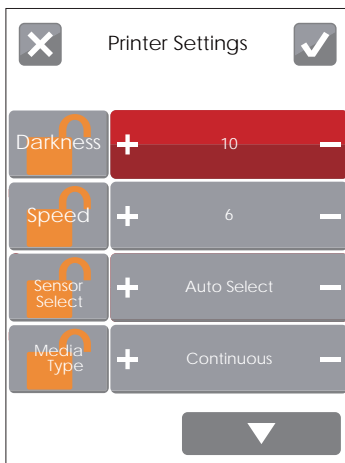 Printer Settings
Darkness
+ 10 -
Speed
+ 6 -
Sensor
Select
+ Auto Select -
Media
Type
+ Continuous -